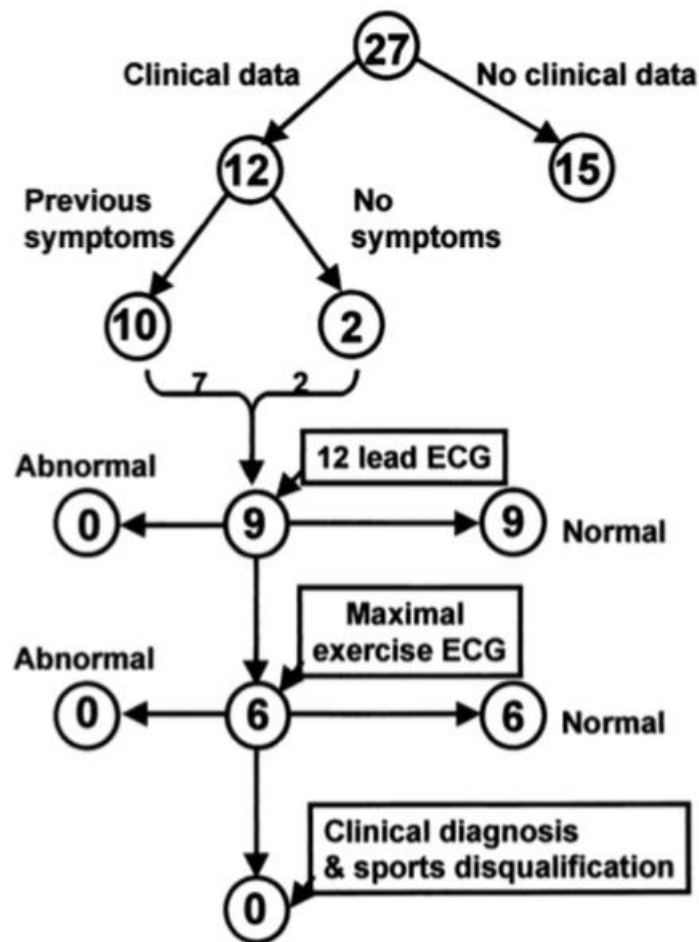 27
Clinical data
No clinical data
12
15
Previous
symptoms
No
symptoms
10
2
7
2
12 lead ECG
Abnormal
0
9
9
Normal
Maximal
exercise ECG
Abnormal
0
6
6
Normal
Clinical diagnosis
& sports disqualification
0